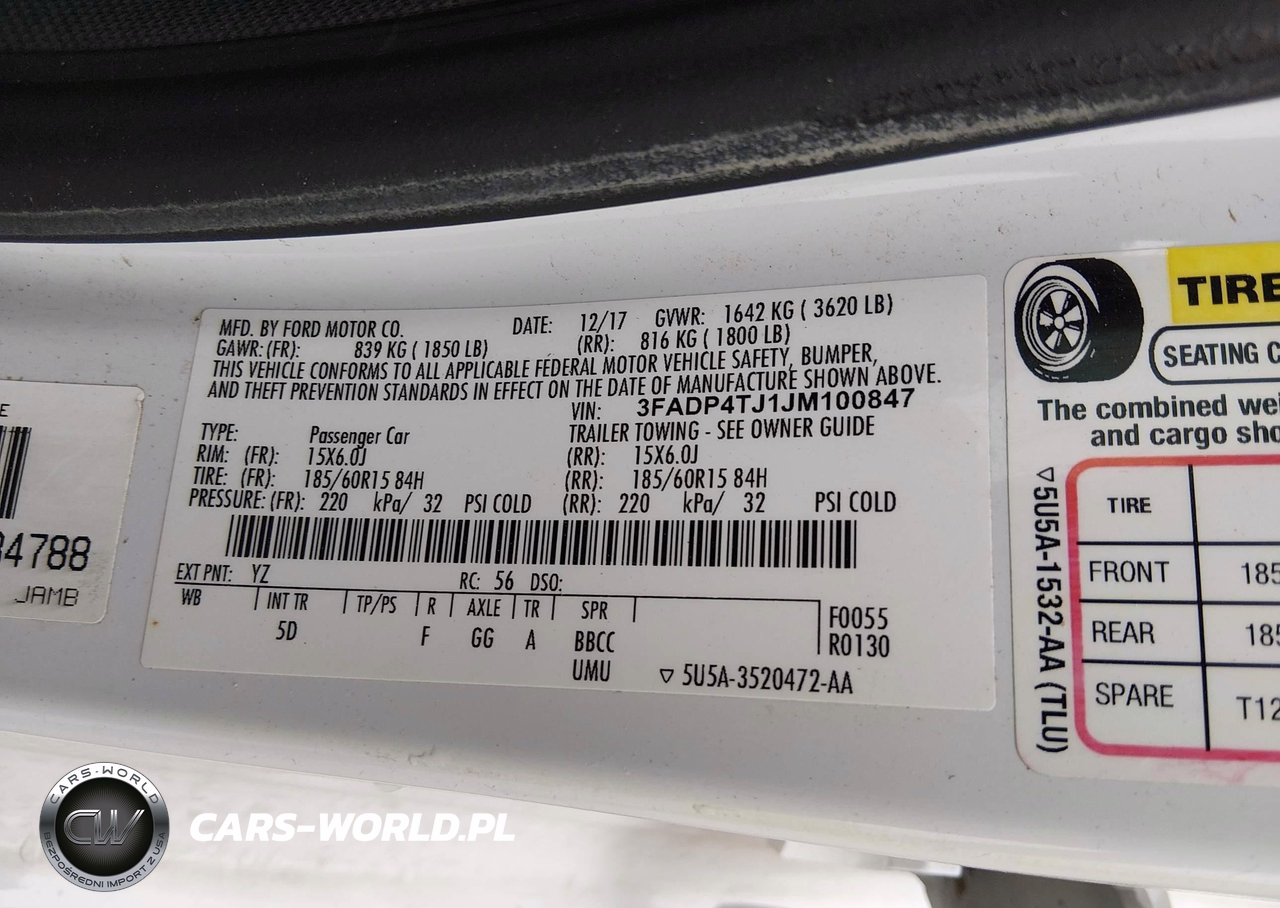 MFD. BY FORD MOTOR CO. DATE: 12/17 GVWR: 1642 KG ( 3620 LB)
GAWR: (FR): 839 KG ( 1850 LB) (RR): 816 KG ( 1800 LB)
THIS VEHICLE CONFORMS TO ALL APPLICABLE FEDERAL MOTOR VEHICLE SAFETY, BUMPER,
AND THEFT PREVENTION STANDARDS IN EFFECT ON THE DATE OF MANUFACTURE SHOWN ABOVE.
VIN: 3FADP4TJ1JM100847
TYPE: Passenger Car TRAILER TOWING - SEE OWNER GUIDE
RIM: (FR): 15X6.0J (RR): 15X6.0J
TIRE: (FR): 185/60R15 84H (RR): 185/60R15 84H
PRESSURE: (FR): 220 kPa/ 32 PSI COLD (RR): 220 kPa/ 32 PSI COLD
EXT PNT: YZ RC: 56 DSO:
WB INT TR TP/PS R AXLE TR SPR F0055
5D F GG A BBCC R0130
UMU ▽ 5U5A-3520472-AA
E
4788
JAMB
TIRE
SEATING C
The combined wei
and cargo sho
▽5U5A-1532-AA (TLU)
TIRE
FRONT 185
REAR 185
SPARE T12
CARS-WORLD
CW
BEZPOŚREDNI IMPORT Z USA
CARS-WORLD.PL